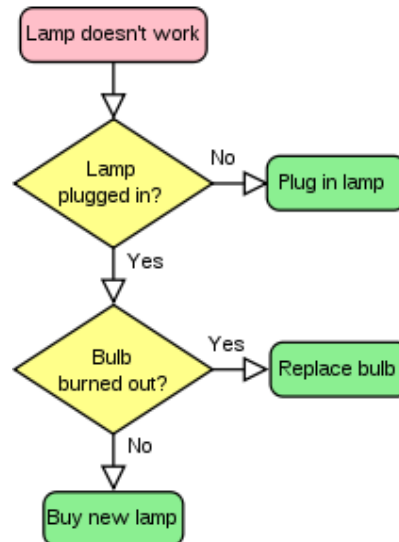 Lamp doesn't work
Lamp
plugged in?
No
Plug in lamp
Yes
Bulb
burned out?
Yes
Replace bulb
No
Buy new lamp